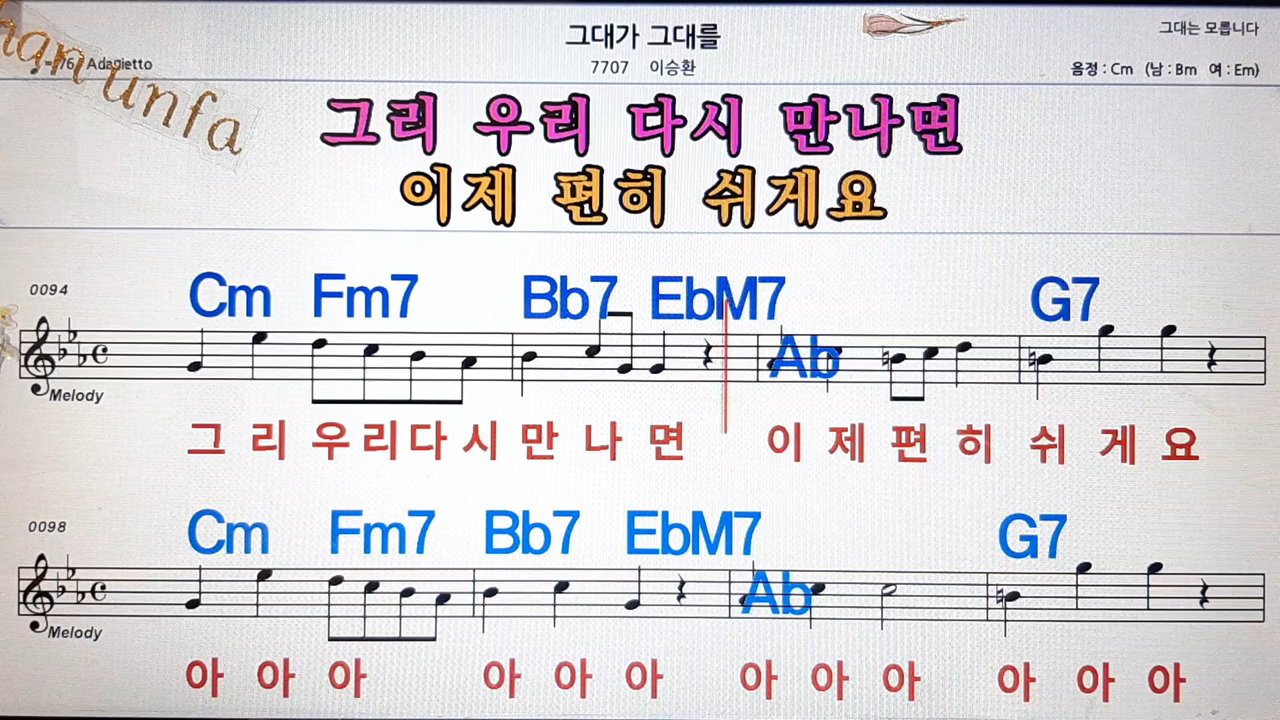 그대가 그대를
그대는 모릅니다
=76 Adagietto
7707 이승환
음정 : Cm (남 : Bm 여 : Em)
han unfa
그리 우리 다시 만나면
이제 편히 쉬게요
0094
Cm Fm7 Bb7 EbM7 Ab G7
Melody
그 리 우 리 다 시 만 나 면 이 제 편 히 쉬 게 요
0098
Cm Fm7 Bb7 EbM7 Ab G7
Melody
아 아 아 아 아 아 아 아 아 아 아 아